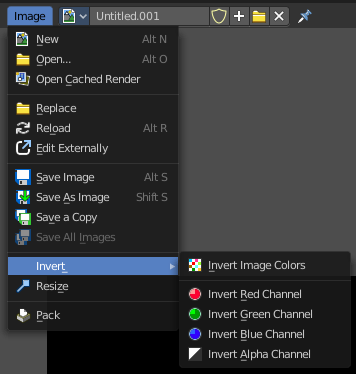 Image Untitled.001
New Alt N
Open... Alt O
Open Cached Render
Replace
Reload Alt R
Edit Externally
Save Image Alt S
Save As Image Shift S
Save a Copy
Save All Images
Invert
Invert Image Colors
Resize
Invert Red Channel
Pack Invert Green Channel
Invert Blue Channel
Invert Alpha Channel